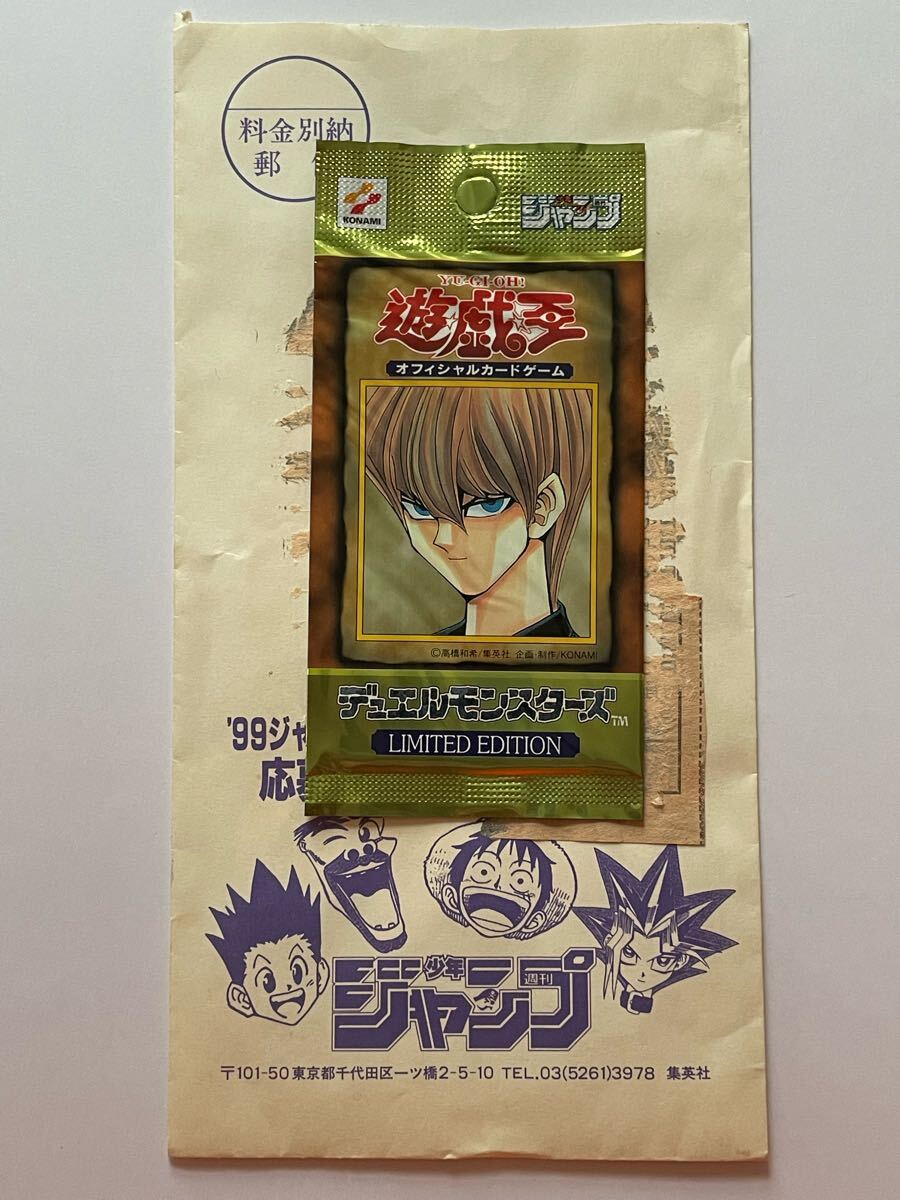 料金別納
郵
KONAMI
少年ジャンプ
YU-GI-OH!
遊戯王
オフィシャルカードゲーム
©高橋和希/集英社 企画・制作/KONAMI
デュエルモンスターズ™
LIMITED EDITION
'99ジャ
応募
週刊少年ジャンプ
〒101-50 東京都千代田区一ツ橋2-5-10 TEL.03(5261)3978 集英社